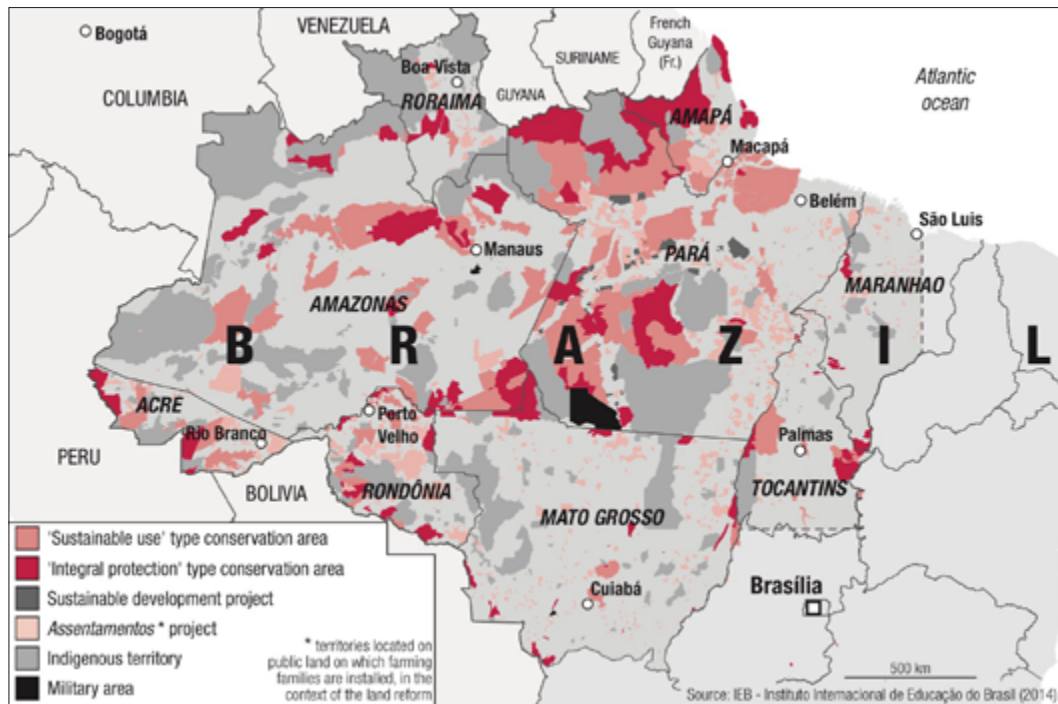 VENEZUELA
French
Guyana
(Fr.)
Bogotá
SURINAME
Boa Vista
Atlantic
ocean
COLUMBIA
GUYANA
RORAIMA
AMAPÁ
Macapá
Belém
São Luis
Manaus
PARÁ
MARANHAO
AMAZONAS
B R A Z I L
ACRE
Perto
Velho
Rio Branco
Palmas
PERU
BOLIVIA
RONDÔNIA
TOCANTINS
MATO GROSSO
Brasília
Cuiabá
'Sustainable use' type conservation area
'Integral protection' type conservation area
Sustainable development project
Assentamentos * project
Indigenous territory
Military area
* territories located on
public land on which farming
families are installed, in the
context of the land reform
500 km
Source: IEB - Instituto Internacional de Educação do Brasil (2014)